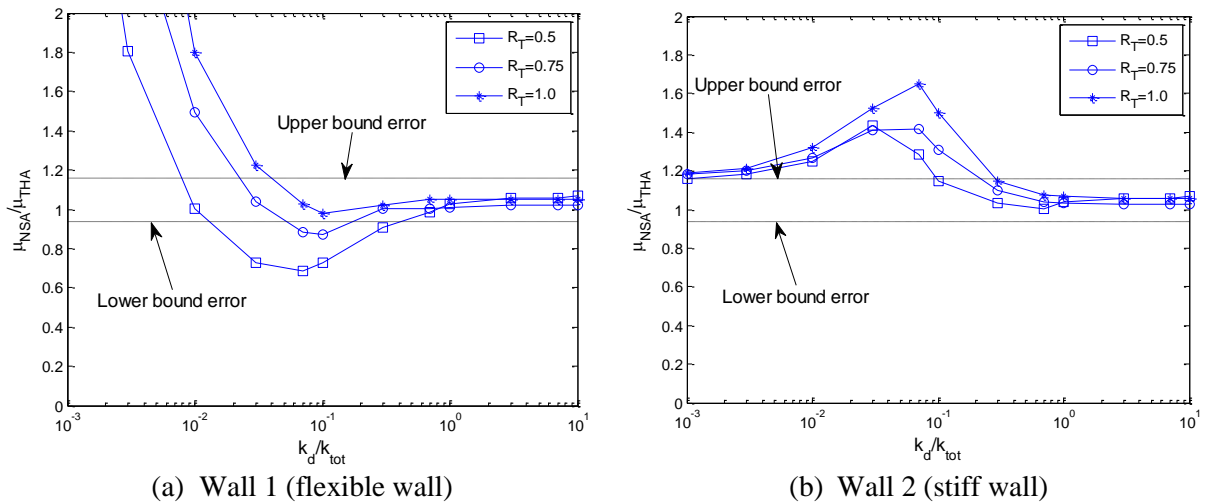 2
1.8
1.6
1.4
1.2
1
0.8
0.6
0.4
0.2
0
μNSA/μTHA
10-3
10-2
10-1
100
101
kd/ktot
RT=0.5
RT=0.75
RT=1.0
Upper bound error
Lower bound error
(a) Wall 1 (flexible wall)
2
1.8
1.6
1.4
1.2
1
0.8
0.6
0.4
0.2
0
μNSA/μTHA
10-3
10-2
10-1
100
101
kd/ktot
RT=0.5
RT=0.75
RT=1.0
Upper bound error
Lower bound error
(b) Wall 2 (stiff wall)